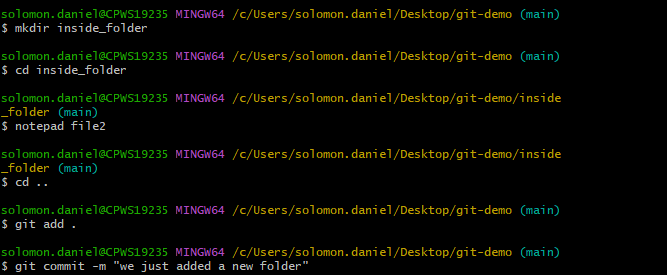 solomon.daniel@CPWS19235 MINGW64 /c/Users/solomon.daniel/Desktop/git-demo (main)
$ mkdir inside_folder
solomon.daniel@CPWS19235 MINGW64 /c/Users/solomon.daniel/Desktop/git-demo (main)
$ cd inside_folder
solomon.daniel@CPWS19235 MINGW64 /c/Users/solomon.daniel/Desktop/git-demo/inside
_folder (main)
$ notepad file2
solomon.daniel@CPWS19235 MINGW64 /c/Users/solomon.daniel/Desktop/git-demo/inside
_folder (main)
$ cd ..
solomon.daniel@CPWS19235 MINGW64 /c/Users/solomon.daniel/Desktop/git-demo (main)
$ git add .
solomon.daniel@CPWS19235 MINGW64 /c/Users/solomon.daniel/Desktop/git-demo (main)
$ git commit -m "we just added a new folder"